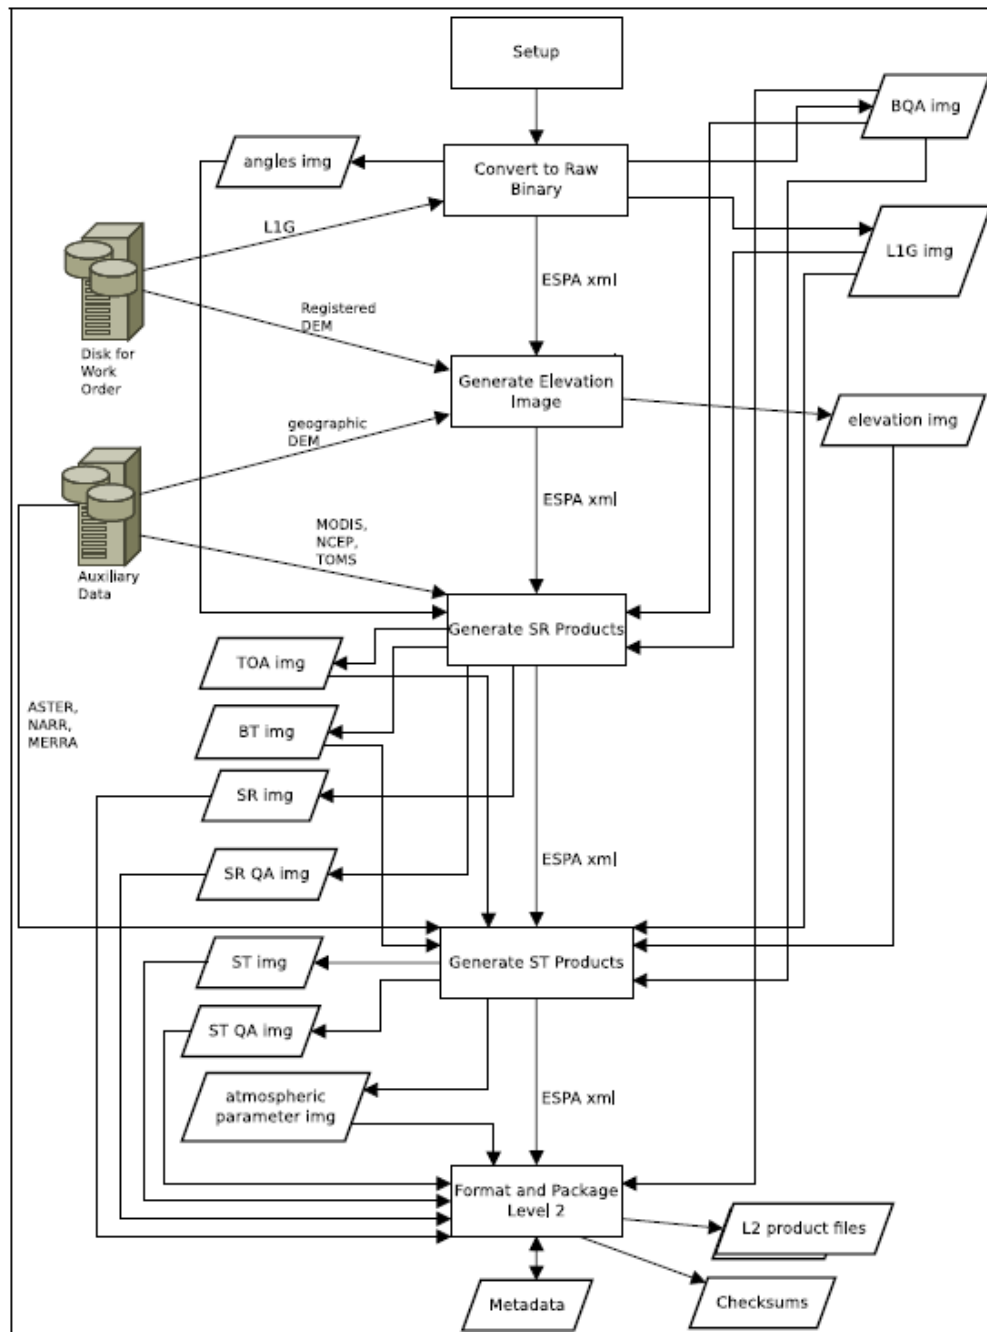 Setup
BQA img
angles img
Convert to Raw
Binary
L1G
L1G img
ESPA xml
Registered
DEM
Disk for
Work
Order
Generate Elevation
Image
elevation img
geographic
DEM
ESPA xml
MODIS,
NCEP,
TOMS
Auxiliary
Data
Generate SR Products
TOA img
ASTER,
NARR,
MERRA
BT img
SR img
ESPA xml
SR QA img
ST img
Generate ST Products
ST QA img
atmospheric
parameter img
ESPA xml
Format and Package
Level 2
L2 product files
Metadata
Checksums